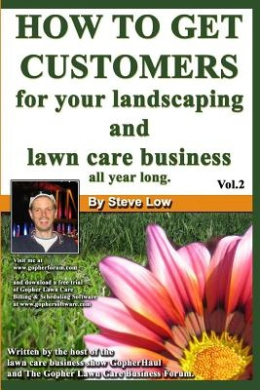 HOW TO GET
CUSTOMERS
for your landscaping
and
lawn care business
all year long.
Vol.2
By Steve Low
Visit me at
www.gopherforum.com
and download a free trial
of Gopher Lawn Care
Billing & Scheduling Software
at www.gophersoftware.com
Written by the host of the
lawn care business show GopherHaul
and The Gopher Lawn Care Business Forum.